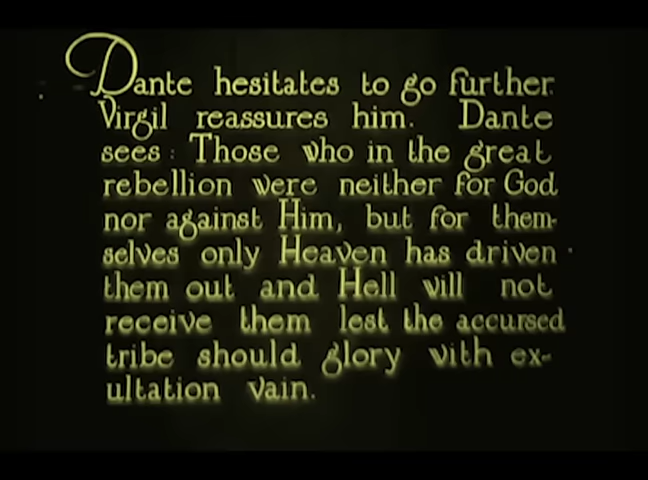 Dante hesitates to go further.
Virgil reassures him. Dante
sees: Those who in the great
rebellion were neither for God
nor against Him, but for them-
selves only Heaven has driven
them out and Hell will not
receive them lest the accursed
tribe should glory with ex-
ultation vain.